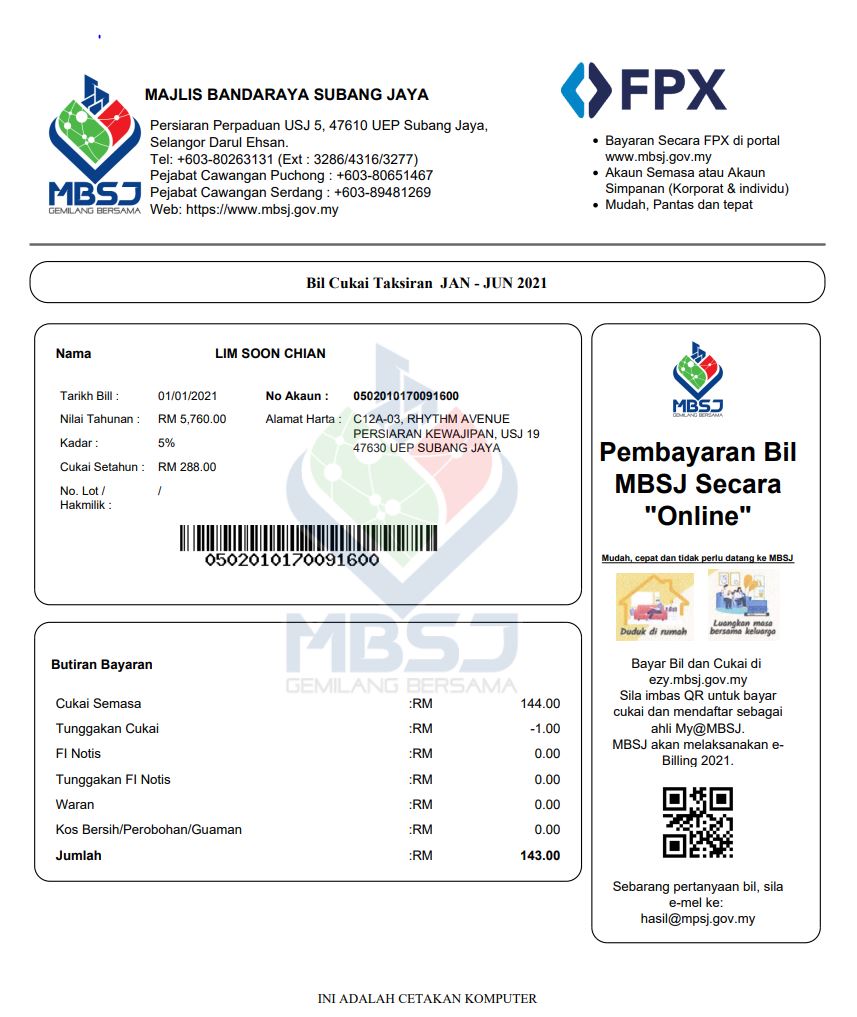 MAJLIS BANDARAYA SUBANG JAYA
Persiaran Perpaduan USJ 5, 47610 UEP Subang Jaya,
Selangor Darul Ehsan.
Tel: +603-80263131 (Ext : 3286/4316/3277)
Pejabat Cawangan Puchong : +603-80651467
Pejabat Cawangan Serdang : +603-89481269
Web: https://www.mbsj.gov.my
MBSJ
GEMILANG BERSAMA
FPX
• Bayaran Secara FPX di portal
www.mbsj.gov.my
• Akaun Semasa atau Akaun
Simpanan (Korporat & individu)
• Mudah, Pantas dan tepat
Bil Cukai Taksiran JAN - JUN 2021
Nama LIM SOON CHIAN
Tarikh Bill : 01/01/2021 No Akaun : 0502010170091600
Nilai Tahunan : RM 5,760.00 Alamat Harta : C12A-03, RHYTHM AVENUE
PERSIARAN KEWAJIPAN, USJ 19
Kadar : 5% 47630 UEP SUBANG JAYA
Cukai Setahun : RM 288.00
No. Lot / /
Hakmilik :
0502010170091600
MBSJ
GEMILANG BERSAMA
Butiran Bayaran
Cukai Semasa :RM 144.00
Tunggakan Cukai :RM -1.00
FI Notis :RM 0.00
Tunggakan FI Notis :RM 0.00
Waran :RM 0.00
Kos Bersih/Perobohan/Guaman :RM 0.00
Jumlah :RM 143.00
MBSJ
GEMILANG BERSAMA
Pembayaran Bil
MBSJ Secara
"Online"
Mudah, cepat dan tidak perlu datang ke MBSJ
Duduk di rumah
Luangkan masa
bersama keluarga
Bayar Bil dan Cukai di
ezy.mbsj.gov.my
Sila imbas QR untuk bayar
cukai dan mendaftar sebagai
ahli My@MBSJ.
MBSJ akan melaksanakan e-
Billing 2021.
Sebarang pertanyaan bil, sila
e-mel ke:
hasil@mpsj.gov.my
INI ADALAH CETAKAN KOMPUTER